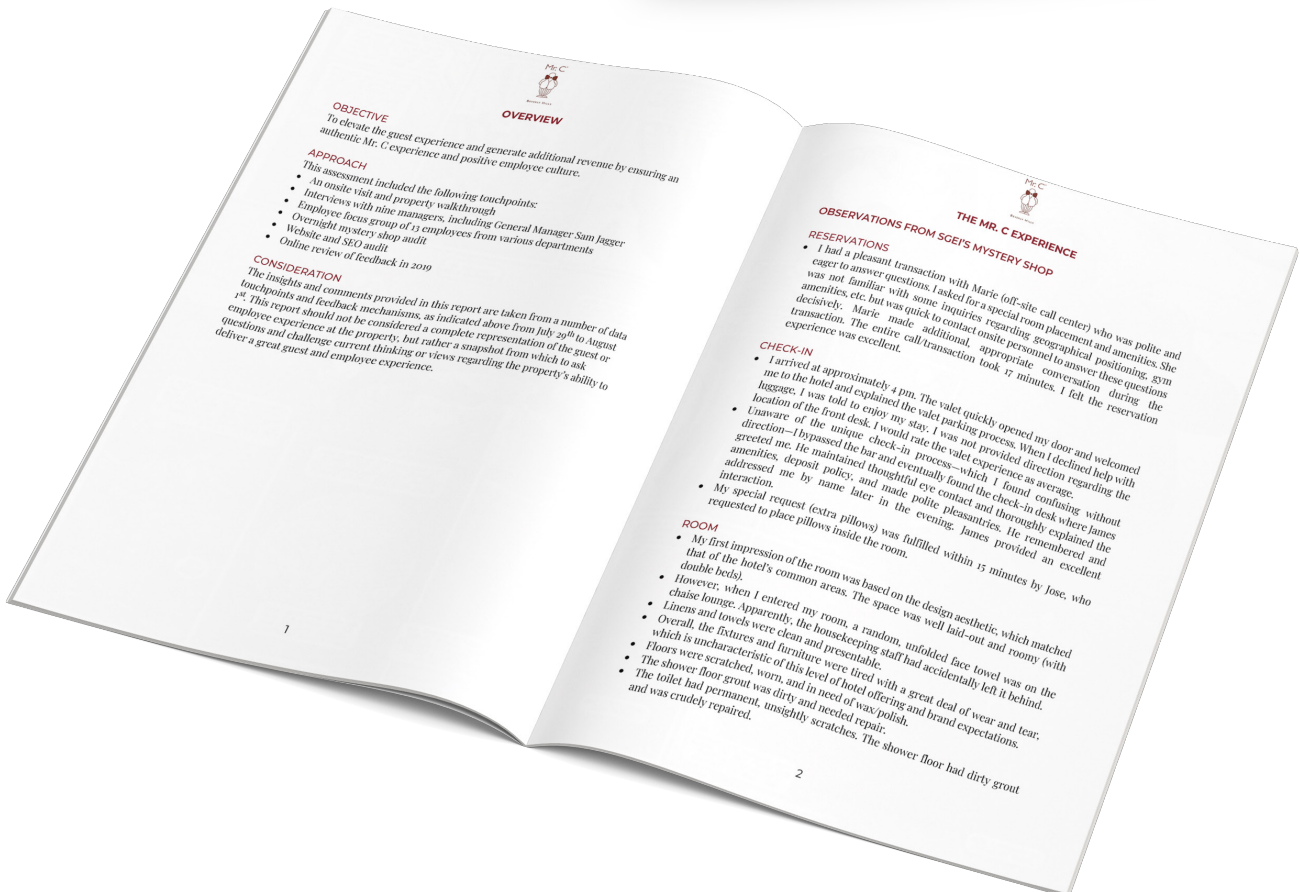 Mr. C
BEVERLY HILLS
OVERVIEW
OBJECTIVE
To elevate the guest experience and generate additional revenue by ensuring an
authentic Mr. C experience and positive employee culture.
APPROACH
This assessment included the following touchpoints:
• An onsite visit and property walkthrough
• Interviews with nine managers, including General Manager Sam Jagger
• Employee focus group of 13 employees from various departments
• Overnight mystery shop audit
• Website and SEO audit
• Online review of feedback in 2019
CONSIDERATION
The insights and comments provided in this report are taken from a number of data
touchpoints and feedback mechanisms, as indicated above from July 29th to August
1st. This report should not be considered a complete representation of the guest or
employee experience at the property, but rather a snapshot from which to ask
questions and challenge current thinking or views regarding the property's ability to
deliver a great guest and employee experience.
1
Mr. C
BEVERLY HILLS
THE MR. C EXPERIENCE
OBSERVATIONS FROM SGEI'S MYSTERY SHOP
RESERVATIONS
• I had a pleasant transaction with Marie (off-site call center) who was polite and
eager to answer questions. I asked for a special room placement and amenities. She
was not familiar with some inquiries regarding geographical positioning, gym
amenities, etc. but was quick to contact onsite personnel to answer these questions
decisively. Marie made additional, appropriate conversation during the
transaction. The entire call/transaction took 17 minutes. I felt the reservation
experience was excellent.
CHECK-IN
• I arrived at approximately 4 pm. The valet quickly opened my door and welcomed
me to the hotel and explained the valet parking process. When I declined help with
luggage, I was told to enjoy my stay. I was not provided direction regarding the
location of the front desk. I would rate the valet experience as average.
• Unaware of the unique check-in process—which I found confusing without
direction—I bypassed the bar and eventually found the check-in desk where James
greeted me. He maintained thoughtful eye contact and thoroughly explained the
amenities, deposit policy, and made polite pleasantries. He remembered and
addressed me by name later in the evening. James provided an excellent
interaction.
• My special request (extra pillows) was fulfilled within 15 minutes by Jose, who
requested to place pillows inside the room.
ROOM
• My first impression of the room was based on the design aesthetic, which matched
that of the hotel's common areas. The space was well laid-out and roomy (with
double beds).
• However, when I entered my room, a random, unfolded face towel was on the
chaise lounge. Apparently, the housekeeping staff had accidentally left it behind.
• Linens and towels were clean and presentable.
• Overall, the fixtures and furniture were tired with a great deal of wear and tear,
which is uncharacteristic of this level of hotel offering and brand expectations.
• Floors were scratched, worn, and in need of wax/polish.
• The shower floor grout was dirty and needed repair.
• The toilet had permanent, unsightly scratches. The shower floor had dirty grout
and was crudely repaired.
2